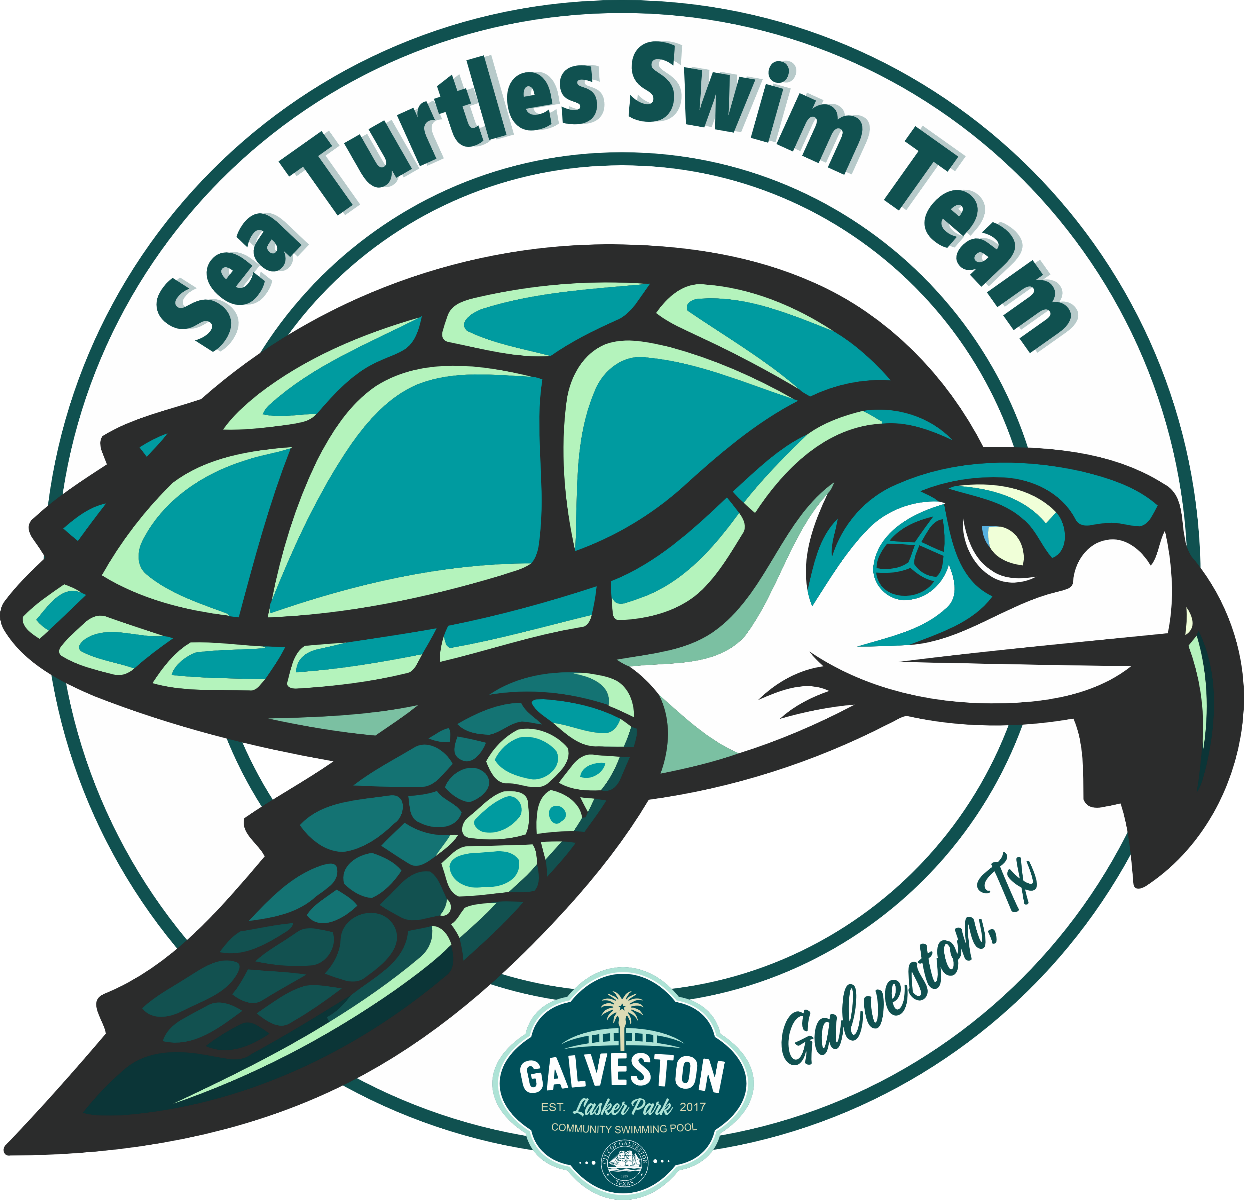 Sea Turtles Swim Team
Galveston, Tx
GALVESTON
EST. Lasker Park 2017
COMMUNITY SWIMMING POOL